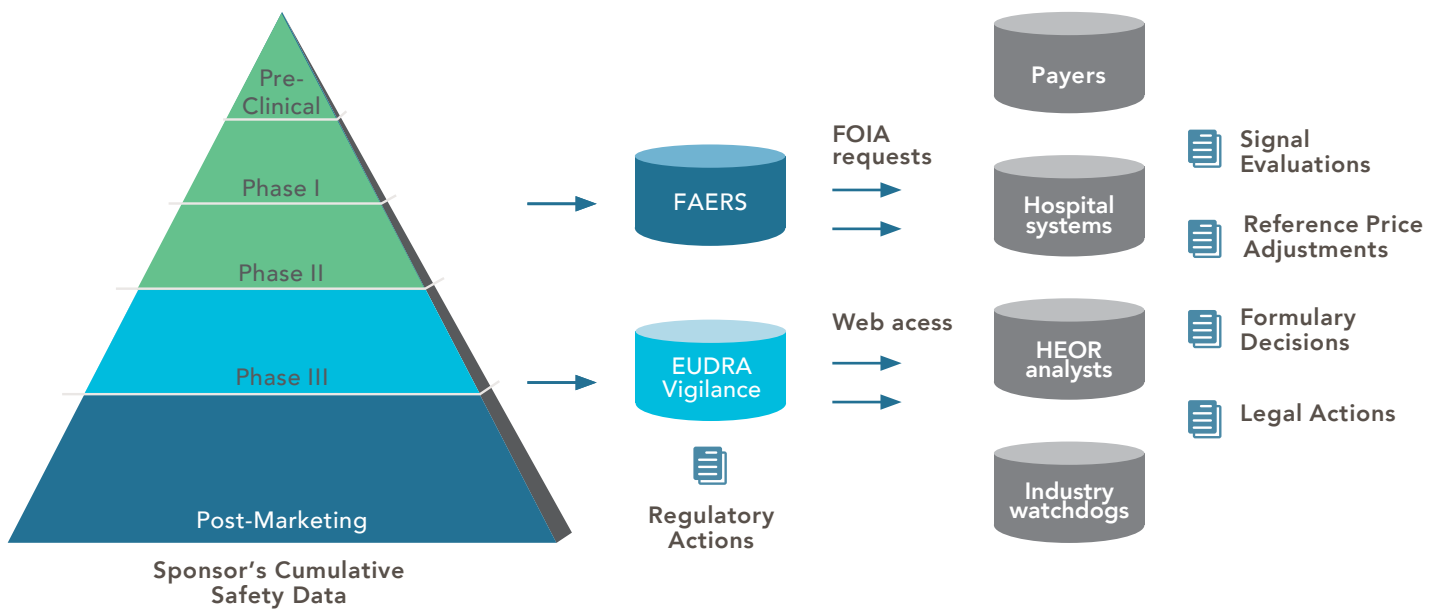 Pre-
Clinical
Phase I
Phase II
Phase III
Post-Marketing
Sponsor’s Cumulative
Safety Data
FAERS
EUDRA
Vigilance
Regulatory
Actions
FOIA
requests
Web acess
Payers
Hospital
systems
HEOR
analysts
Industry
watchdogs
Signal
Evaluations
Reference Price
Adjustments
Formulary
Decisions
Legal Actions